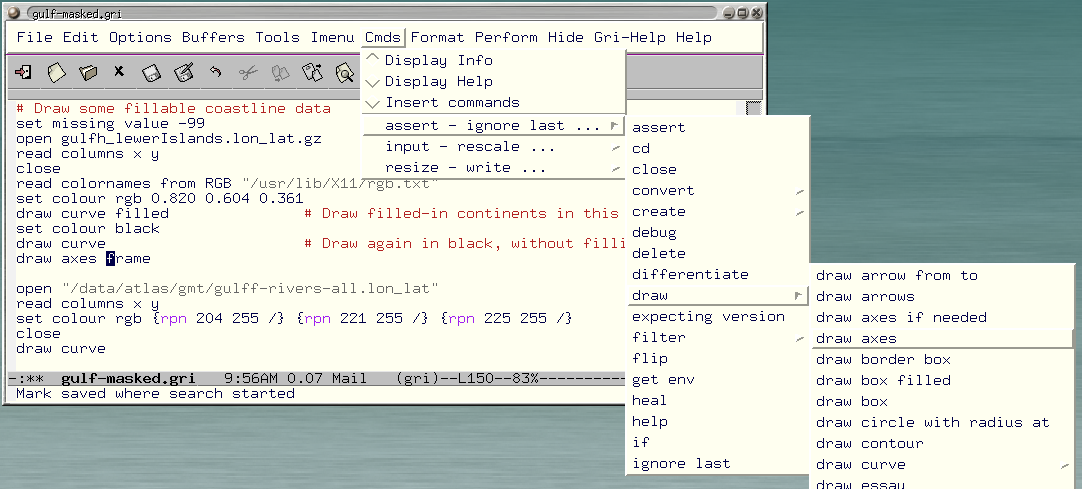 gulf-masked.gri
File Edit Options Buffers Tools Imenu Cmds Format Perform Hide Gri-Help Help
Display Info
Display Help
Insert commands
assert - ignore last ...
input - rescale ...
resize - write ...
# Draw some fillable coastline data
set missing value -99
open gulfh_lewerIslands.lon_lat.gz
read columns x y
close
read colornames from RGB "/usr/lib/X11/rgb.txt"
set colour rgb 0.820 0.604 0.361
draw curve filled # Draw filled-in continents in this
set colour black
draw curve # Draw again in black, without filli
draw axes frame
open "/data/atlas/gmt/gulff-rivers-all.lon_lat"
read columns x y
set colour rgb {rpn 204 255 /} {rpn 221 255 /} {rpn 225 255 /}
close
draw curve
-:** gulf-masked.gri 9:56AM 0.07 Mail (gri)--L150--83%--------
Mark saved where search started
assert
cd
close
convert
create
debug
delete
differentiate
draw
expecting version
filter
flip
get env
heal
help
if
ignore last
draw arrow from to
draw arrows
draw axes if needed
draw axes
draw border box
draw box filled
draw box
draw circle with radius at
draw contour
draw curve
draw essay